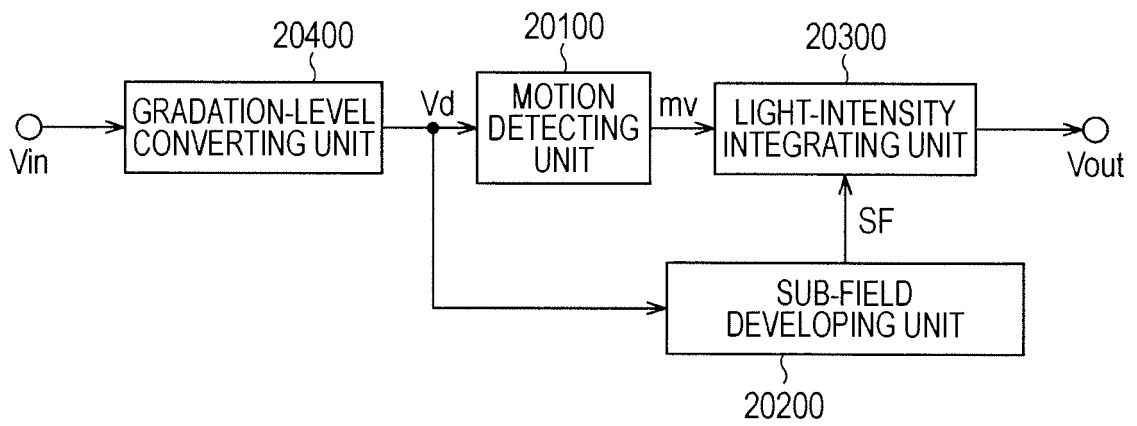 20400
20100
20300
GRADATION-LEVEL
CONVERTING UNIT
Vd
MOTION
DETECTING
UNIT
mv
LIGHT-INTENSITY
INTEGRATING UNIT
Vin
Vout
SF
SUB-FIELD
DEVELOPING UNIT
20200